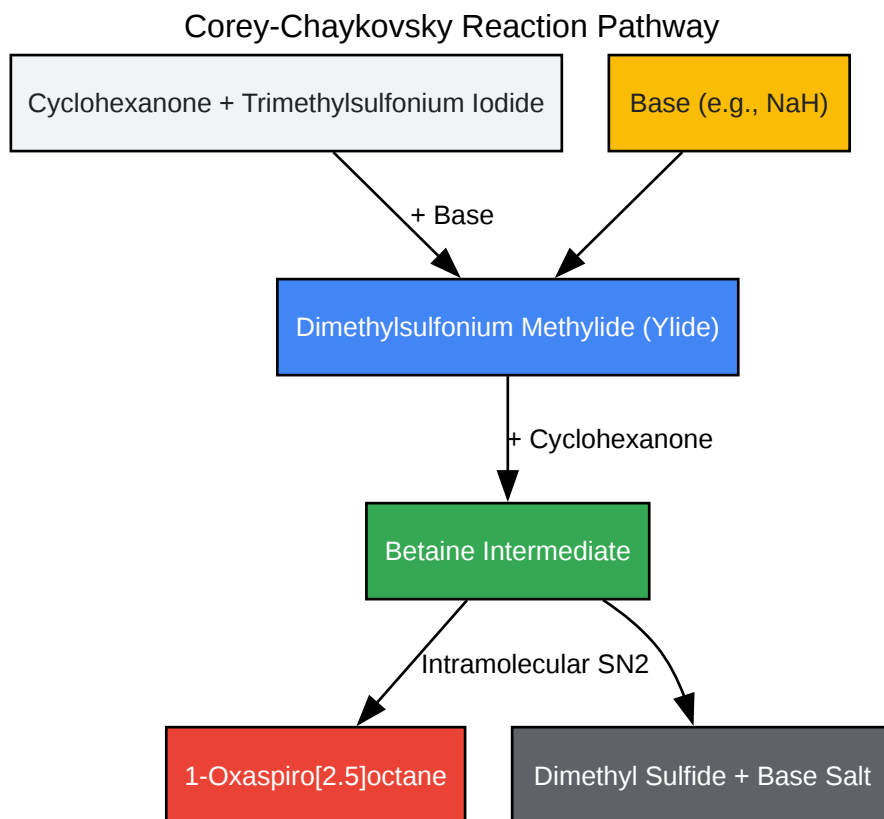 Corey-Chaykovsky Reaction Pathway
Cyclohexanone + Trimethylsulfonium Iodide
Base (e.g., NaH)
+ Base
Dimethylsulfonium Methylide (Ylide)
+ Cyclohexanone
Betaine Intermediate
Intramolecular SN2
1-Oxaspiro[2.5]octane
Dimethyl Sulfide + Base Salt